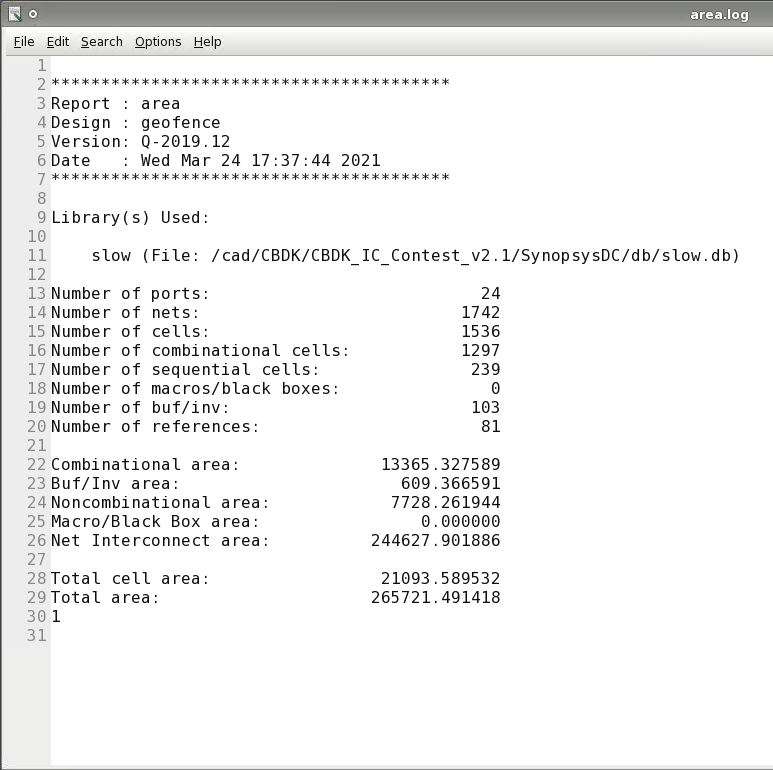 area.log
File Edit Search Options Help
1
2 ****************************************
3 Report : area
4 Design : geofence
5 Version: Q-2019.12
6 Date   : Wed Mar 24 17:37:44 2021
7 ****************************************
8
9 Library(s) Used:
10
11     slow (File: /cad/CBDK/CBDK_IC_Contest_v2.1/SynopsysDC/db/slow.db)
12
13 Number of ports:                           24
14 Number of nets:                          1742
15 Number of cells:                         1536
16 Number of combinational cells:           1297
17 Number of sequential cells:               239
18 Number of macros/black boxes:               0
19 Number of buf/inv:                        103
20 Number of references:                      81
21
22 Combinational area:              13365.327589
23 Buf/Inv area:                      609.366591
24 Noncombinational area:            7728.261944
25 Macro/Black Box area:                0.000000
26 Net Interconnect area:          244627.901886
27
28 Total cell area:                 21093.589532
29 Total area:                     265721.491418
30 1
31